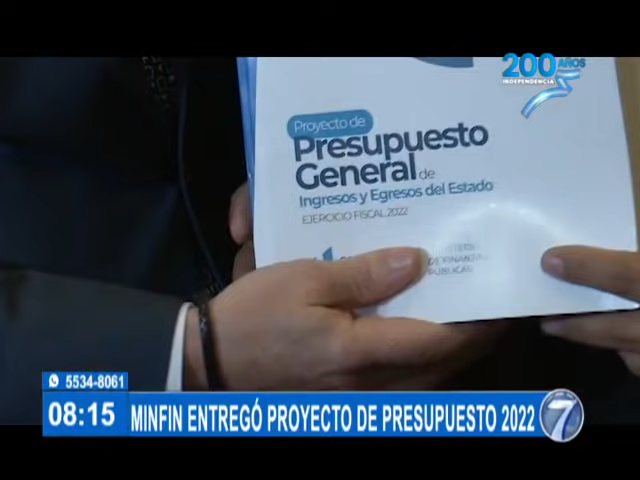 200 AÑOS
INDEPENDENCIA
Proyecto de
Presupuesto
General de
Ingresos y Egresos del Estado
EJERCICIO FISCAL 2022
DE FINANZAS
PÚBLICAS
5534-8061
08:15
MINFIN ENTREGÓ PROYECTO DE PRESUPUESTO 2022
7